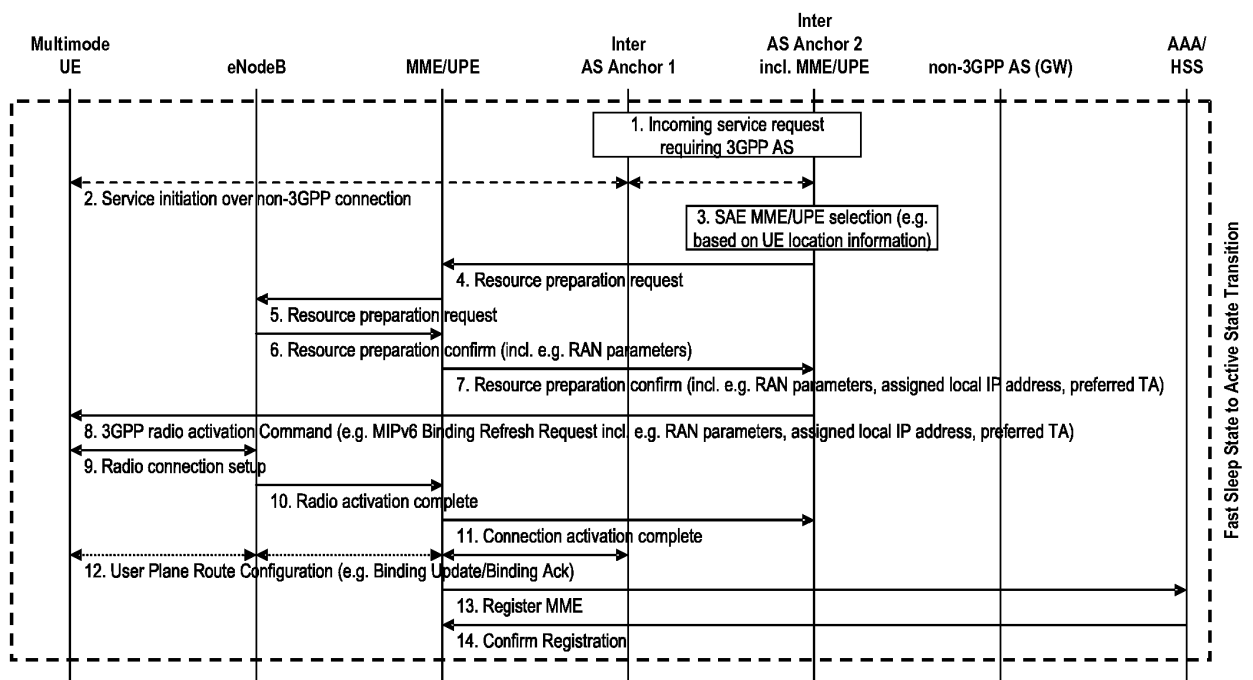 Multimode
UE
eNodeB
MME/UPE
Inter
AS Anchor 1
Inter
AS Anchor 2
incl. MME/UPE
non-3GPP AS (GW)
AAA/
HSS
1. Incoming service request
requiring 3GPP AS
2. Service initiation over non-3GPP connection
3. SAE MME/UPE selection (e.g.
based on UE location information)
4. Resource preparation request
5. Resource preparation request
6. Resource preparation confirm (incl. e.g. RAN parameters)
7. Resource preparation confirm (incl. e.g. RAN parameters, assigned local IP address, preferred TA)
8. 3GPP radio activation Command (e.g. MIPv6 Binding Refresh Request incl. e.g. RAN parameters, assigned local IP address, preferred TA)
9. Radio connection setup
10. Radio activation complete
11. Connection activation complete
12. User Plane Route Configuration (e.g. Binding Update/Binding Ack)
13. Register MME
14. Confirm Registration
Fast Sleep State to Active State Transition